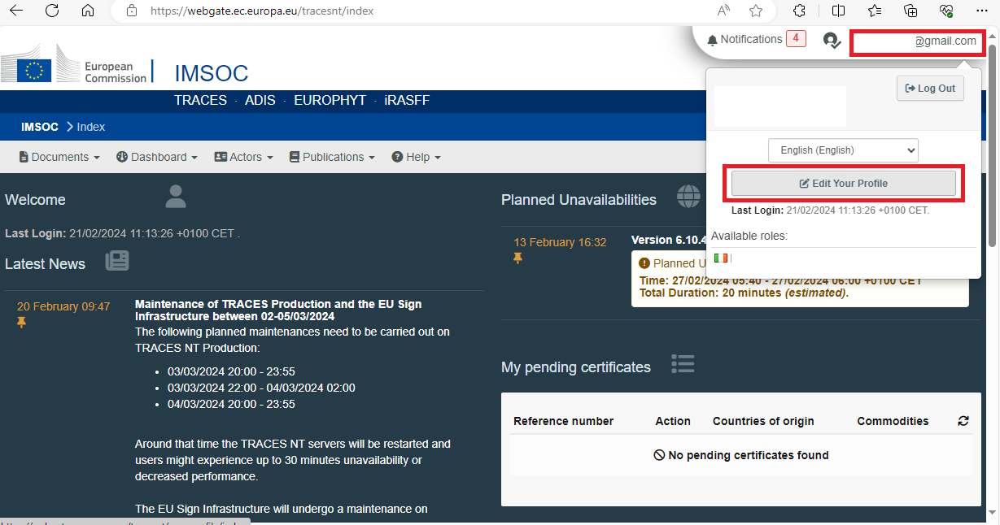 https://webgate.ec.europa.eu/tracesnt/index
Notifications 4
@gmail.com
European
Commission
IMSOC
TRACES · ADIS · EUROPHYT · iRASFF
Log Out
IMSOC > Index
English (English)
Documents Dashboard Actors Publications Help
Edit Your Profile
Last Login: 21/02/2024 11:13:26 +0100 CET.
Available roles:
Welcome
Last Login: 21/02/2024 11:13:26 +0100 CET .
Latest News
20 February 09:47
Maintenance of TRACES Production and the EU Sign
Infrastructure between 02-05/03/2024
The following planned maintenances need to be carried out on
TRACES NT Production:
• 03/03/2024 20:00 - 23:55
• 03/03/2024 22:00 - 04/03/2024 02:00
• 04/03/2024 20:00 - 23:55
Around that time the TRACES NT servers will be restarted and
users might experience up to 30 minutes unavailability or
decreased performance.
The EU Sign Infrastructure will undergo a maintenance on
Planned Unavailabilities
13 February 16:32
Version 6.10.4
Planned U
Time: 27/02/2024 05:40 - 27/02/2024 06:00 +0100 CET
Total Duration: 20 minutes (estimated).
My pending certificates
Reference number Action Countries of origin Commodities
No pending certificates found